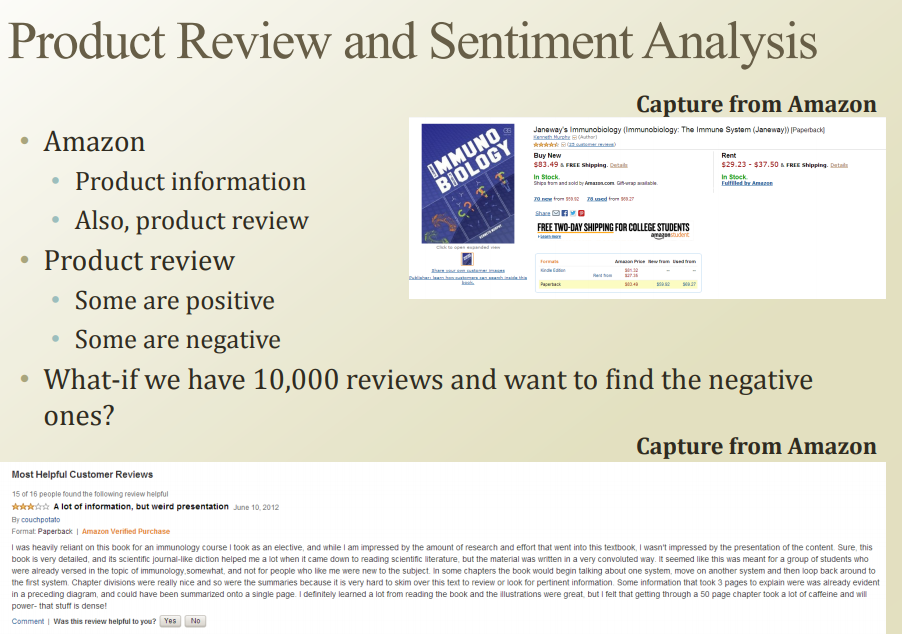 Product Review and Sentiment Analysis
Capture from Amazon
• Amazon
• Product information
• Also, product review
• Product review
• Some are positive
• Some are negative
• What-if we have 10,000 reviews and want to find the negative
ones?
IMMUNO
BIOLOGY
Click to open expanded view
Share your own customer images
Publisher: learn how customers can search inside this
book.
Janeway's Immunobiology (Immunobiology: The Immune System (Janeway)) [Paperback]
Kenneth Murphy (Author)
(22 customer reviews)
Buy New
$83.49 & FREE Shipping. Details
In Stock.
Ships from and sold by Amazon.com. Gift-wrap available.
Rent
$29.23 - $37.50 & FREE Shipping. Details
In Stock.
Fulfilled by Amazon
70 new from $59.92 78 used from $69.27
Share
FREE TWO-DAY SHIPPING FOR COLLEGE STUDENTS
Learn more
amazonstudent
Formats Amazon Price New from Used from
Kindle Edition $81.32 -- --
Rent from $27.35
Paperback $83.49 $59.92 $69.27
Capture from Amazon
Most Helpful Customer Reviews
15 of 16 people found the following review helpful
A lot of information, but weird presentation June 10, 2012
By couchpotato
Format: Paperback | Amazon Verified Purchase
I was heavily reliant on this book for an immunology course I took as an elective, and while I am impressed by the amount of research and effort that went into this textbook, I wasn't impressed by the presentation of the content. Sure, this
book is very detailed, and its scientific journal-like diction helped me a lot when it came down to reading scientific literature, but the material was written in a very convoluted way. It seemed like this was meant for a group of students who
were already versed in the topic of immunology,somewhat, and not for people who like me were new to the subject. In some chapters the book would begin talking about one system, move on another system and then loop back around to
the first system. Chapter divisions were really nice and so were the summaries because it is very hard to skim over this text to review or look for pertinent information. Some information that took 3 pages to explain were was already evident
in a preceding diagram, and could have been summarized onto a single page. I definitely learned a lot from reading the book and the illustrations were great, but I felt that getting through a 50 page chapter took a lot of caffeine and will
power- that stuff is dense!
Comment | Was this review helpful to you? Yes No